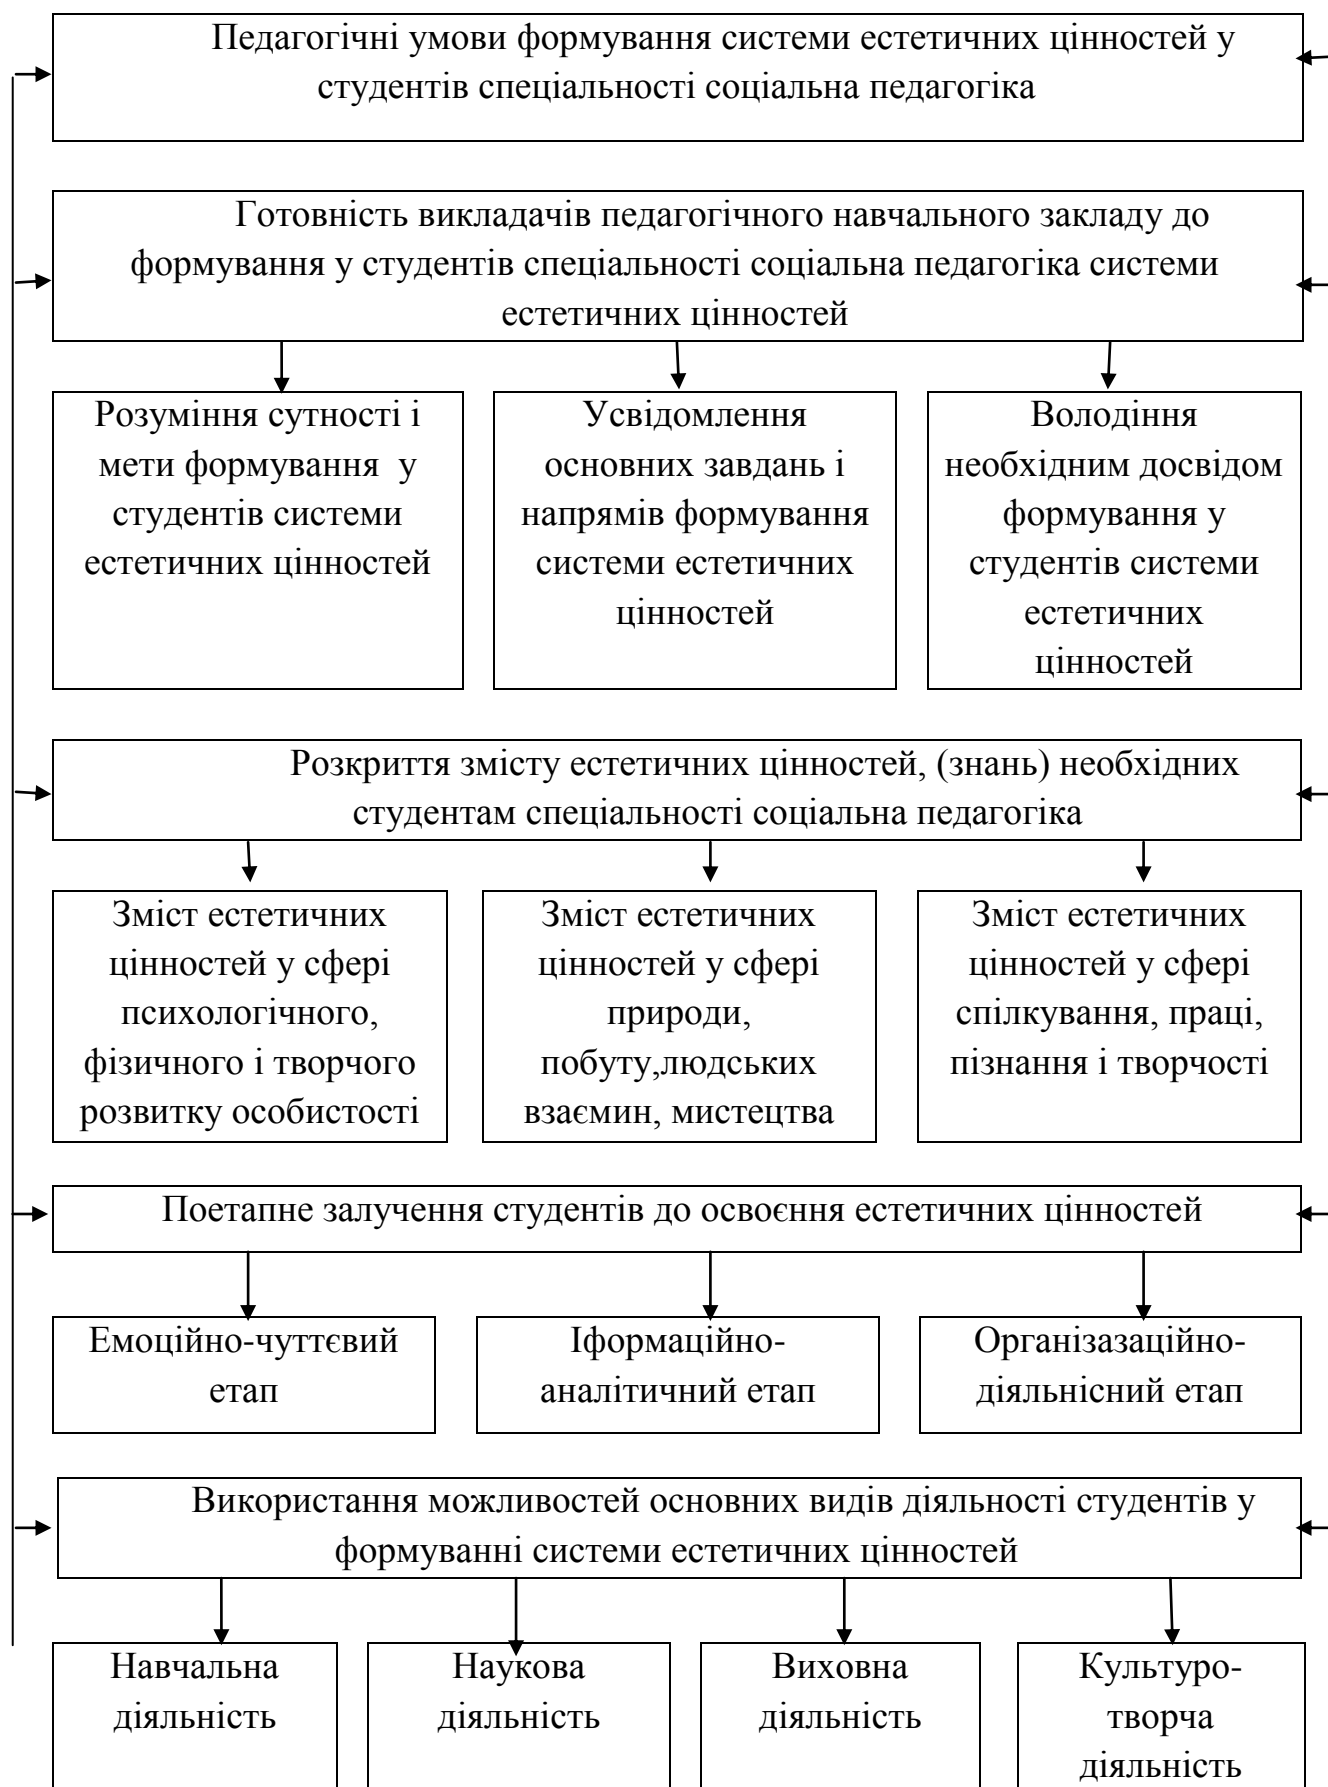 Педагогічні умови формування системи естетичних цінностей у
студентів спеціальності соціальна педагогіка
Готовність викладачів педагогічного навчального закладу до
формування у студентів спеціальності соціальна педагогіка системи
естетичних цінностей
Розуміння сутності і
мети формування у
студентів системи
естетичних цінностей
Усвідомлення
основних завдань і
напрямів формування
системи естетичних
цінностей
Володіння
необхідним досвідом
формування у
студентів системи
естетичних
цінностей
Розкриття змісту естетичних цінностей, (знань) необхідних
студентам спеціальності соціальна педагогіка
Зміст естетичних
цінностей у сфері
психологічного,
фізичного і творчого
розвитку особистості
Зміст естетичних
цінностей у сфері
природи,
побуту,людських
взаємин, мистецтва
Зміст естетичних
цінностей у сфері
спілкування, праці,
пізнання і творчості
Поетапне залучення студентів до освоєння естетичних цінностей
Емоційно-чуттєвий
етап
Іформаційно-
аналітичний етап
Організазаційно-
діяльнісний етап
Використання можливостей основних видів діяльності студентів у
формуванні системи естетичних цінностей
Навчальна
діяльність
Наукова
діяльність
Виховна
діяльність
Культуро-
творча
діяльність